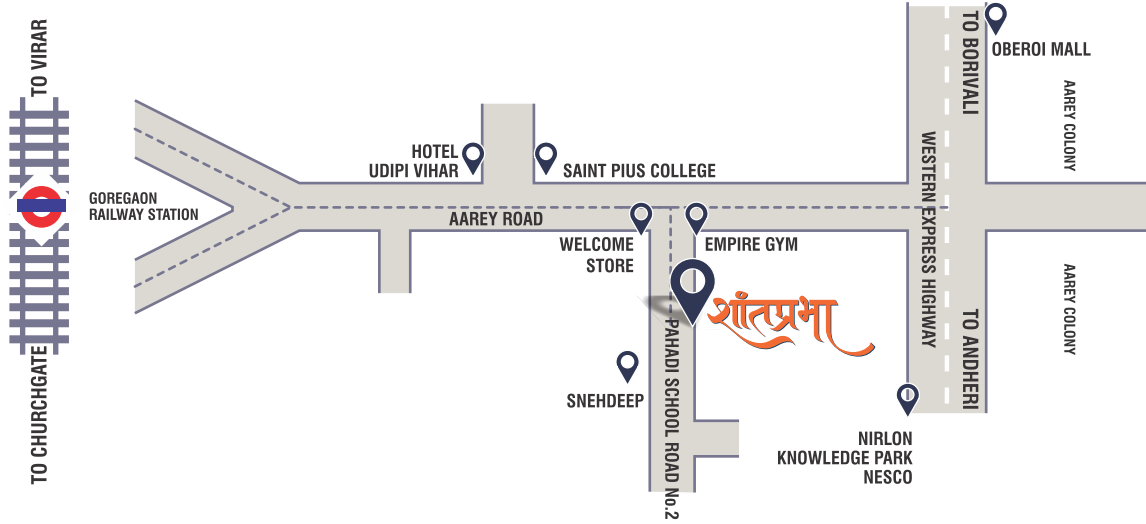 TO VIRAR
GOREGAON
RAILWAY STATION
TO CHURCHGATE
HOTEL
UDIPI VIHAR
SAINT PIUS COLLEGE
AAREY ROAD
WELCOME
STORE
EMPIRE GYM
शांतप्रभा
SNEHDEEP
PAHADI SCHOOL ROAD No.2
TO BORIVALI
OBEROI MALL
AAREY COLONY
WESTERN EXPRESS HIGHWAY
TO ANDHERI
AAREY COLONY
NIRLON
KNOWLEDGE PARK
NESCO